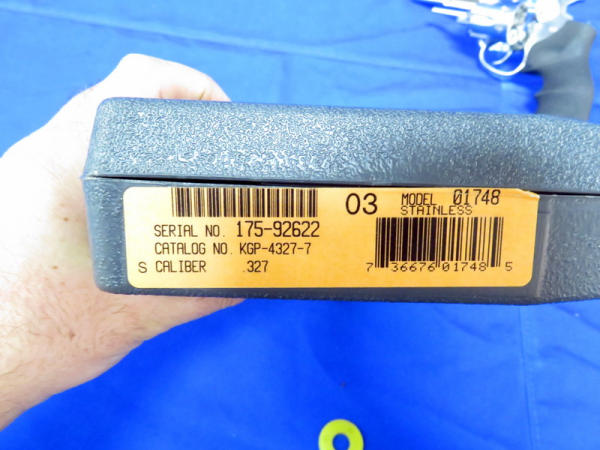 03 MODEL 01748
STAINLESS
SERIAL NO. 175-92622
CATALOG NO. KGP-4327-7
S CALIBER .327
7 36676 01748 5